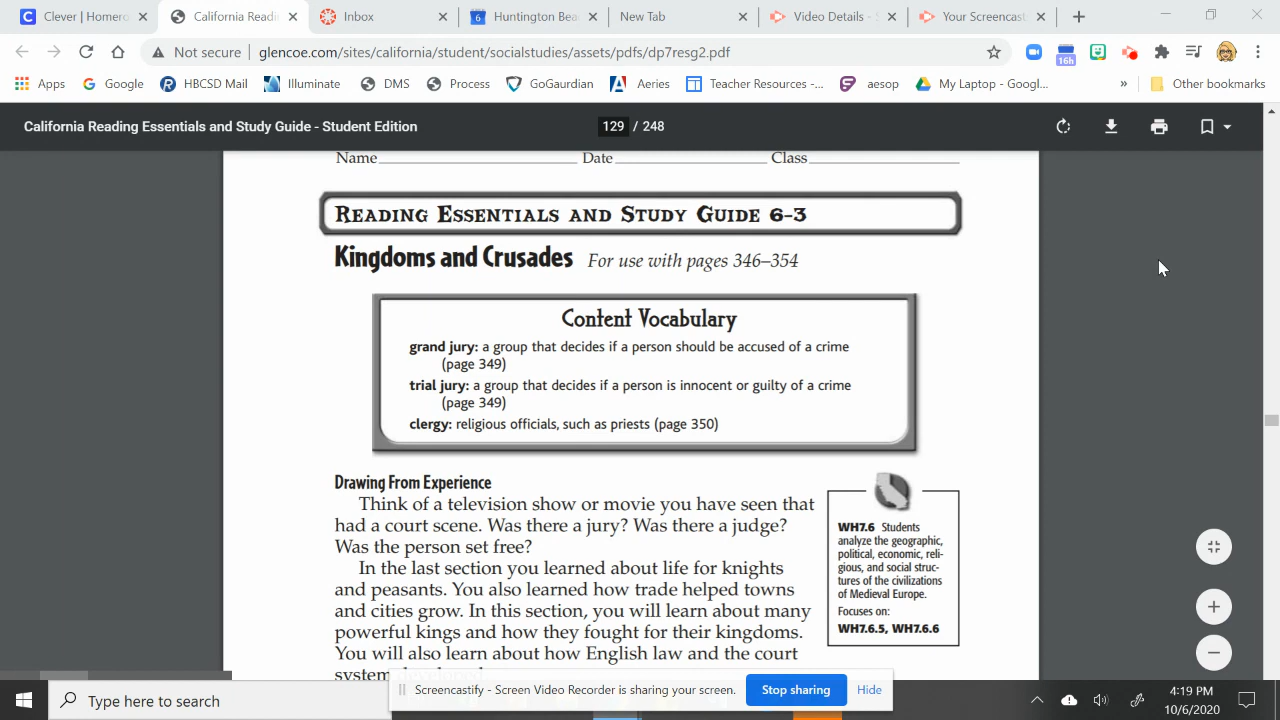 Clever | Homero
California Readi
Inbox
Huntington Bea
New Tab
Video Details - S
Your Screencast
Not secure
glencoe.com/sites/california/student/socialstudies/assets/pdfs/dp7resg2.pdf
16h
Apps
Google
HBCSD Mail
Illuminate
DMS
Process
GoGaurdian
Aeries
Teacher Resources -...
aesop
My Laptop - Googl...
»
Other bookmarks
California Reading Essentials and Study Guide - Student Edition
129 / 248
Name Date Class
READING ESSENTIALS AND STUDY GUIDE 6-3
Kingdoms and Crusades For use with pages 346–354
Content Vocabulary
grand jury: a group that decides if a person should be accused of a crime
(page 349)
trial jury: a group that decides if a person is innocent or guilty of a crime
(page 349)
clergy: religious officials, such as priests (page 350)
Drawing From Experience
Think of a television show or movie you have seen that
had a court scene. Was there a jury? Was there a judge?
Was the person set free?
In the last section you learned about life for knights
and peasants. You also learned how trade helped towns
and cities grow. In this section, you will learn about many
powerful kings and how they fought for their kingdoms.
You will also learn about how English law and the court
system
WH7.6 Students
analyze the geographic,
political, economic, reli-
gious, and social struc-
tures of the civilizations
of Medieval Europe.
Focuses on:
WH7.6.5, WH7.6.6
Screencastify - Screen Video Recorder is sharing your screen.
Stop sharing
Hide
Type here to search
4:19 PM
10/6/2020